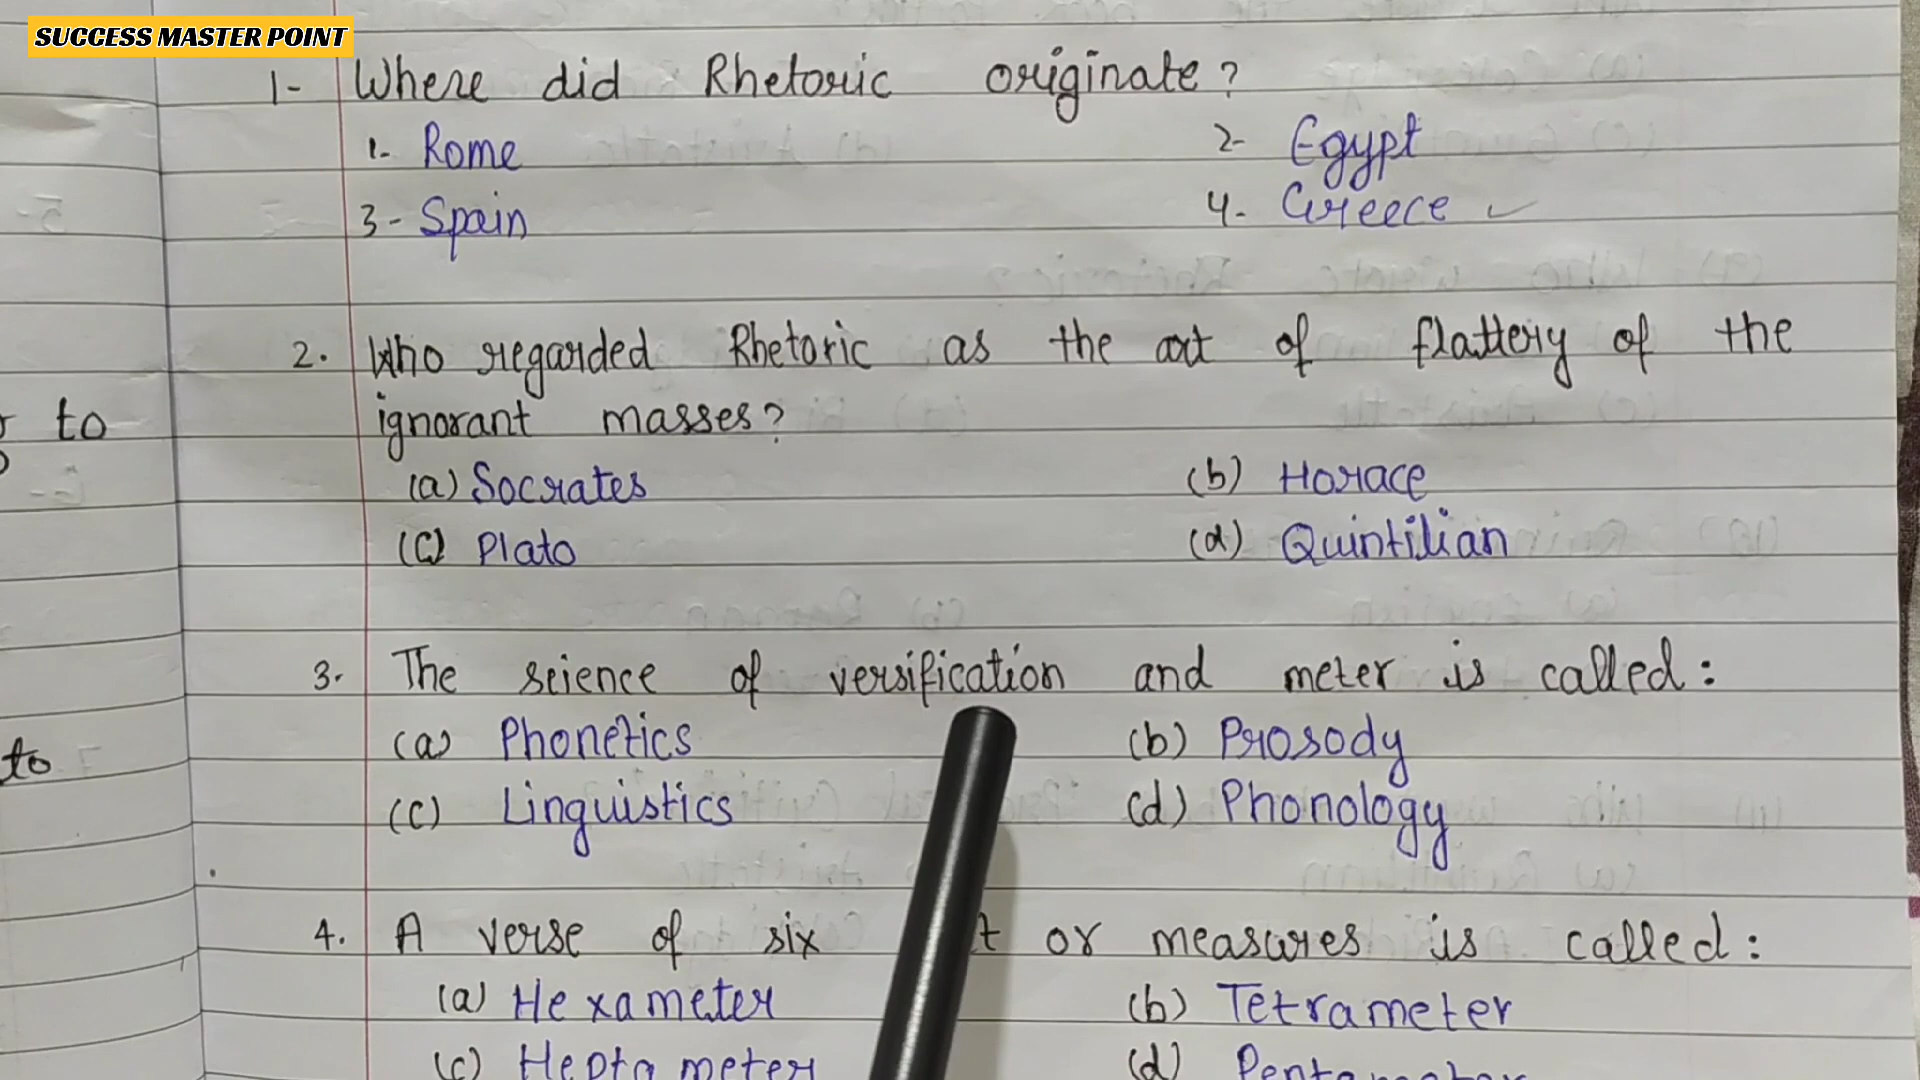 SUCCESS MASTER POINT
1- Where did Rhetoric originate?
1. Rome 2- Egypt
3- Spain 4. Greece ✓
2. Who regarded Rhetoric as the art of flattery of the
ignorant masses?
(a) Socrates (b) Horace
(c) Plato (d) Quintilian
3. The science of versification and meter is called:
(a) Phonetics (b) Prosody
(c) Linguistics (d) Phonology
4. A verse of six or measures is called:
(a) Hexameter (b) Tetrameter
(c) Heptameter (d) Pentameter
to
to